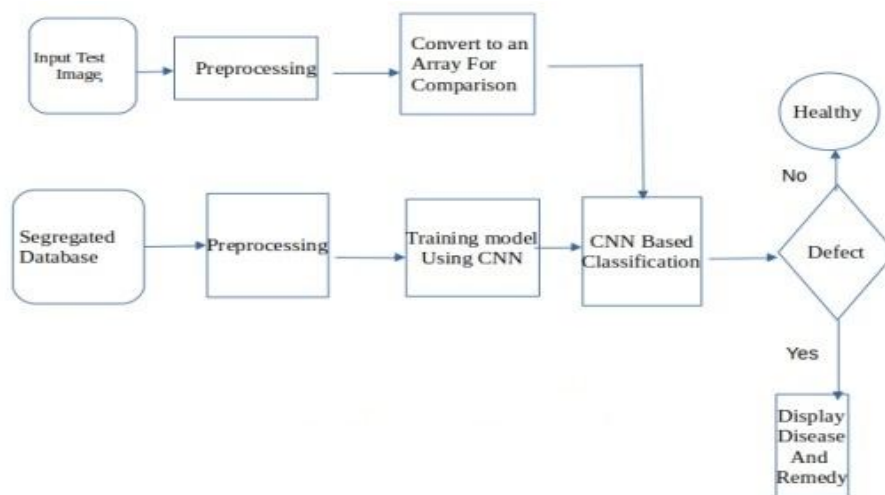 Input Test
Image
Preprocessing
Convert to an
Array For
Comparison
Healthy
No
Segregated
Database
Preprocessing
Training model
Using CNN
CNN Based
Classification
Defect
Yes
Display
Disease
And
Remedy